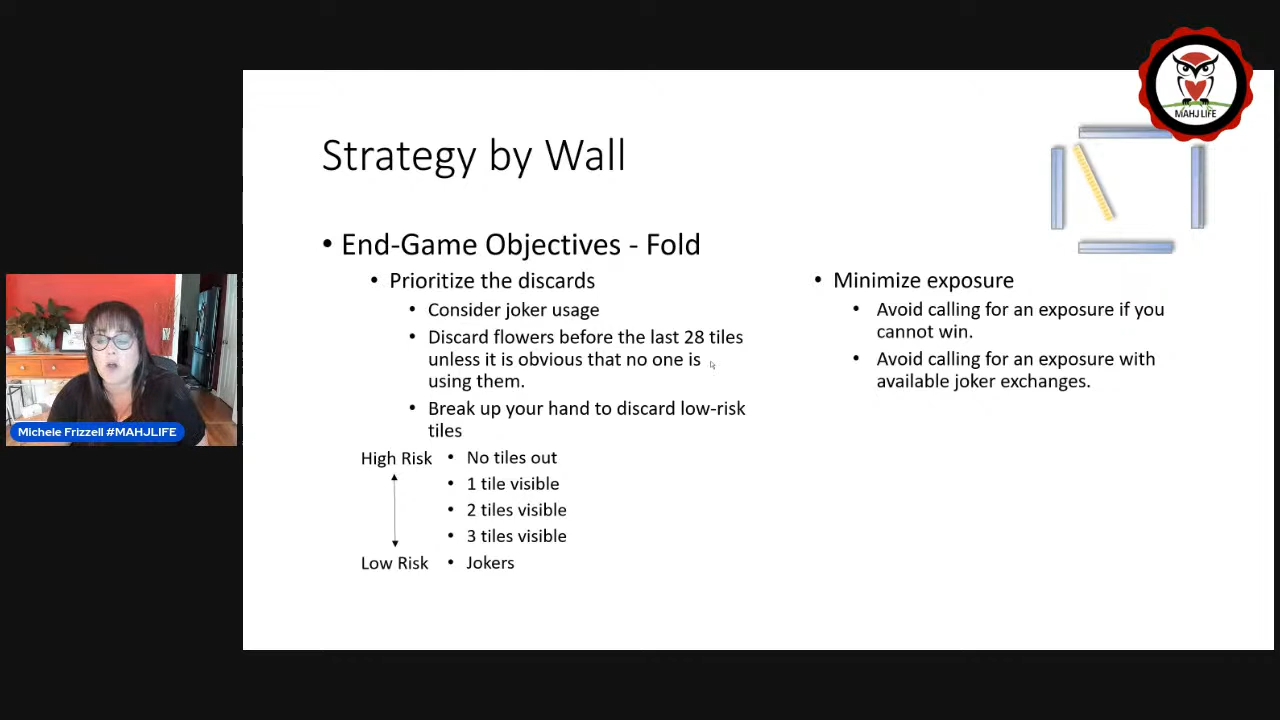 MAHJ LIFE
Strategy by Wall
• End-Game Objectives - Fold
• Prioritize the discards
• Consider joker usage
• Discard flowers before the last 28 tiles
unless it is obvious that no one is
using them.
• Break up your hand to discard low-risk
tiles
High Risk • No tiles out
• 1 tile visible
• 2 tiles visible
• 3 tiles visible
Low Risk • Jokers
• Minimize exposure
• Avoid calling for an exposure if you
cannot win.
• Avoid calling for an exposure with
available joker exchanges.
Michele Frizzell #MAHJLIFE